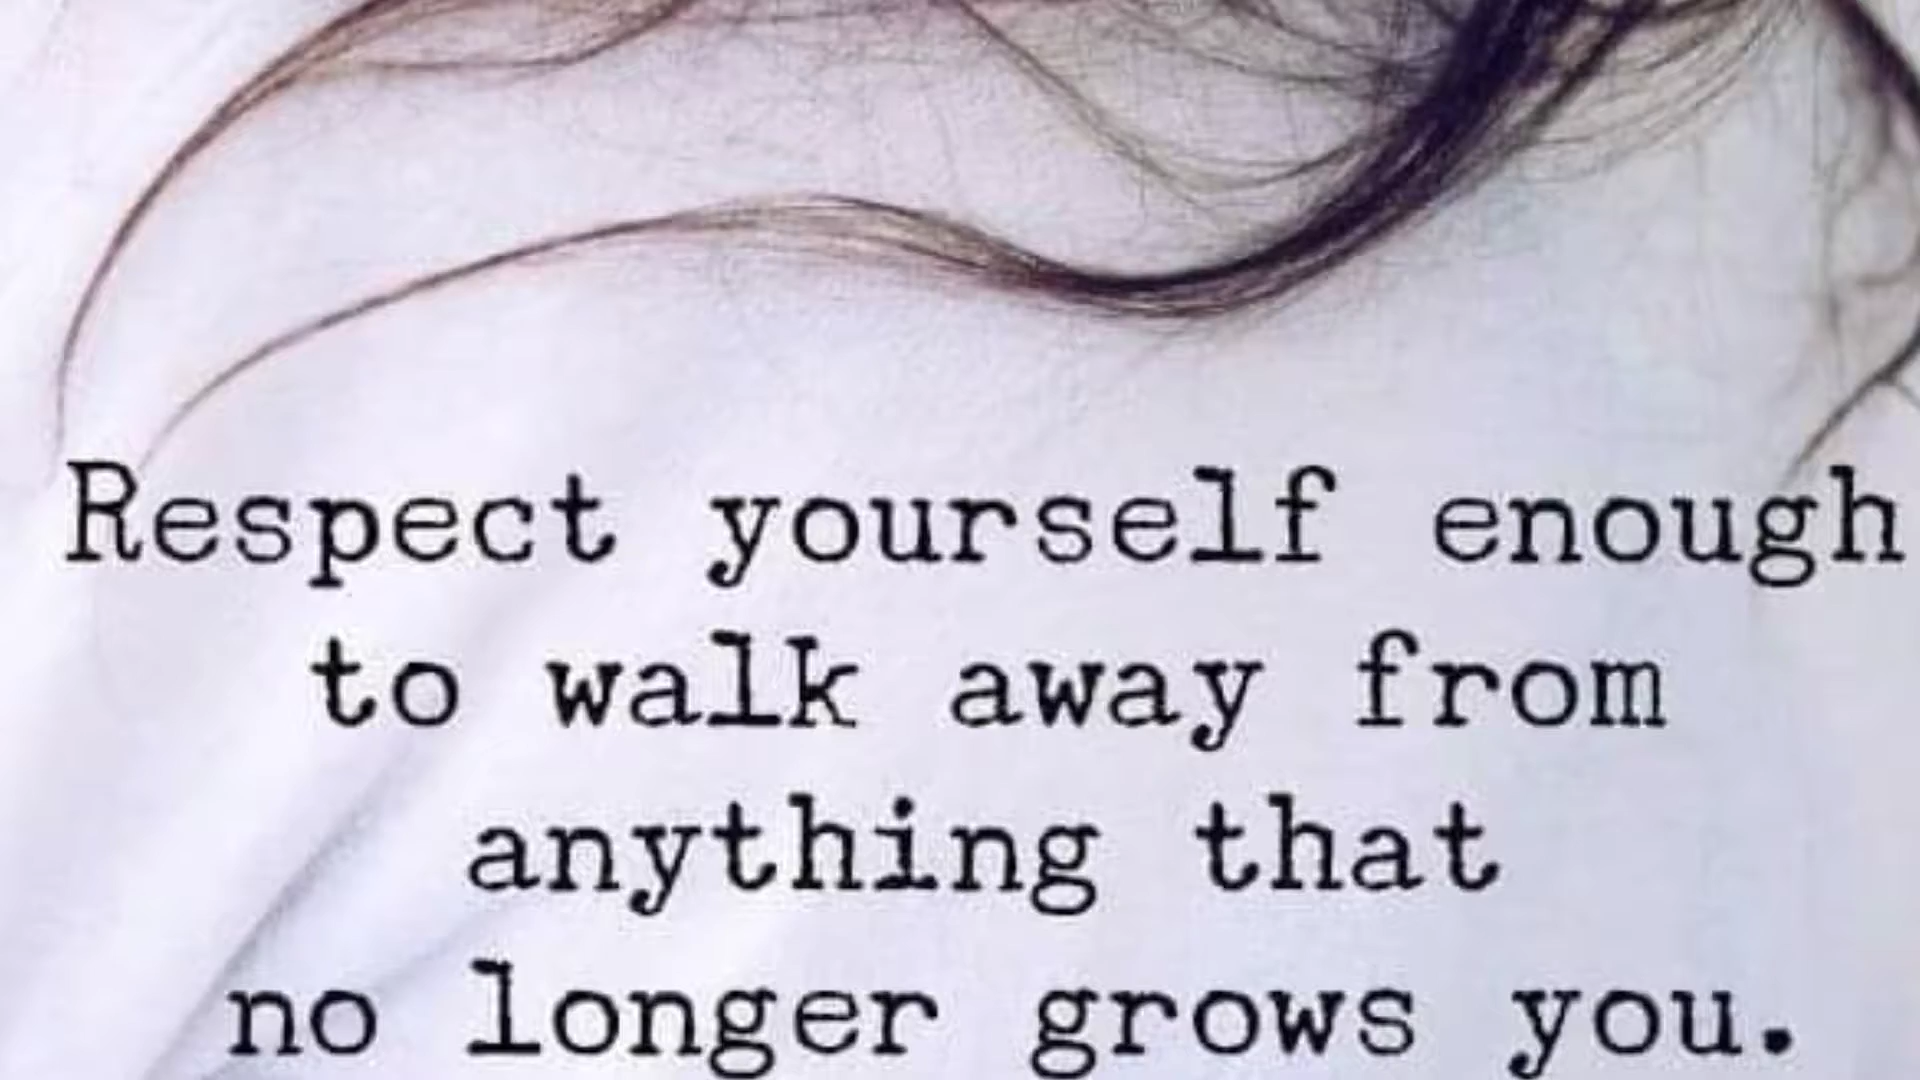 Respect yourself enough
to walk away from
anything that
no longer grows you.